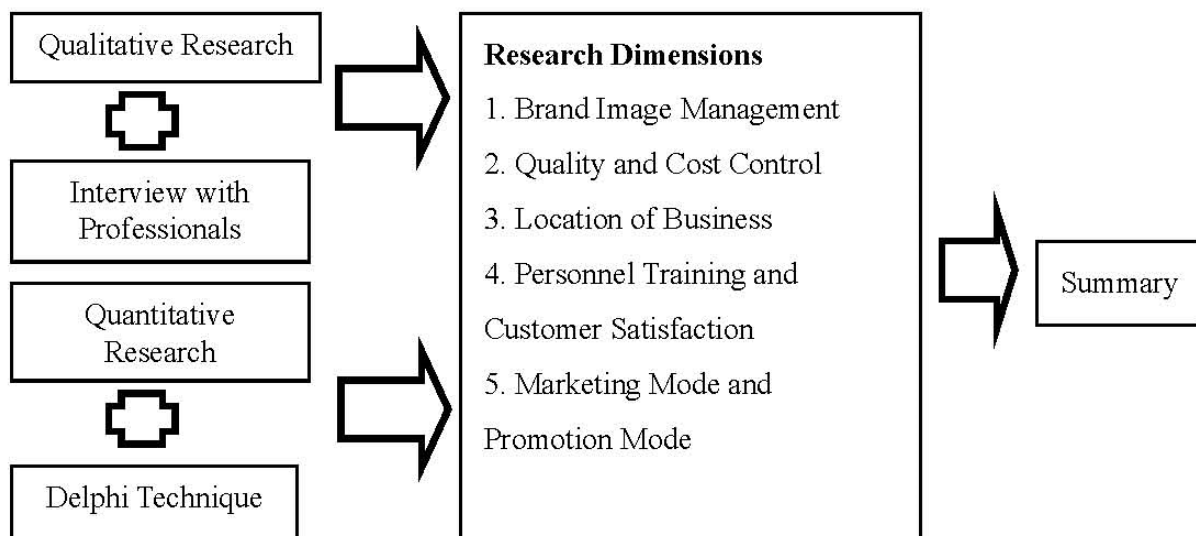 Qualitative Research
Interview with
Professionals
Quantitative
Research
Delphi Technique
Research Dimensions
1. Brand Image Management
2. Quality and Cost Control
3. Location of Business
4. Personnel Training and
Customer Satisfaction
5. Marketing Mode and
Promotion Mode
Summary